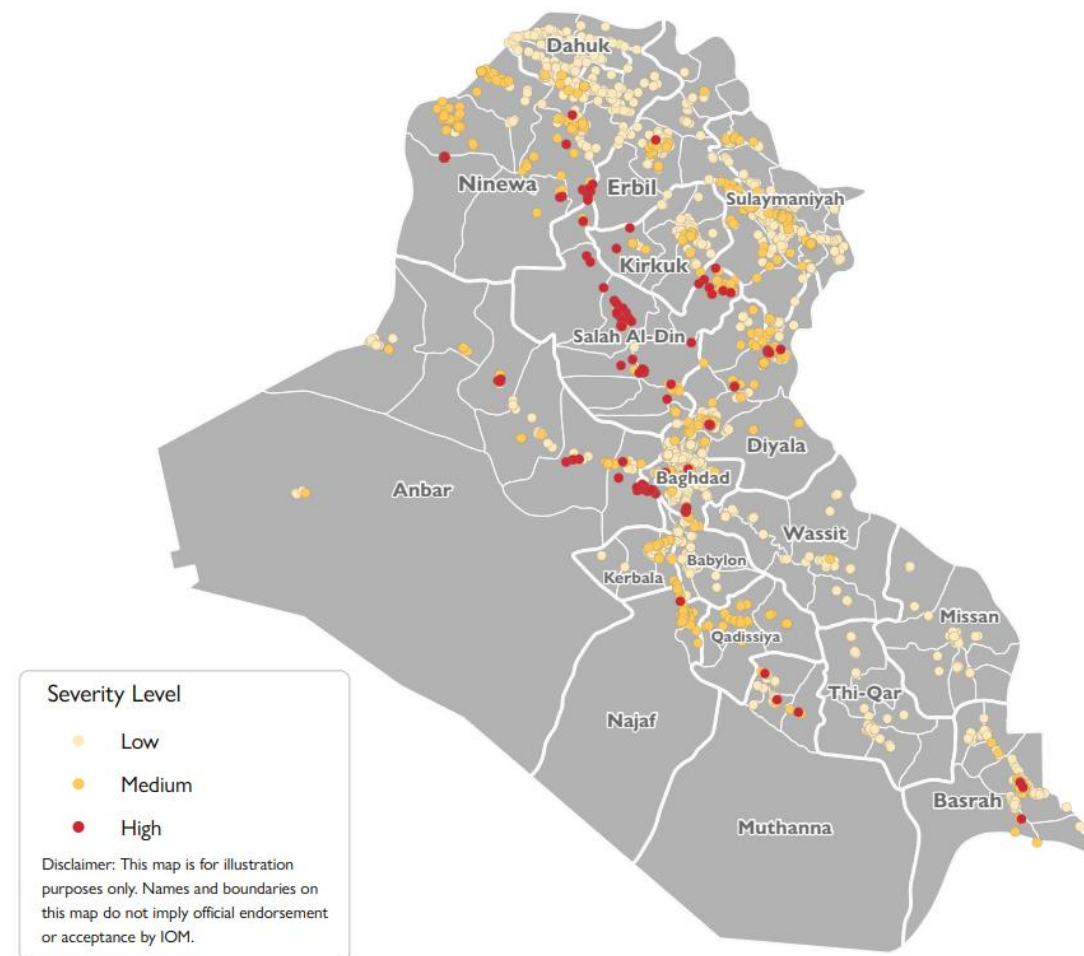 Dahuk
Ninewa
Erbil
Sulaymaniyah
Kirkuk
Salah Al-Din
Diyala
Baghdad
Anbar
Wassit
Babylon
Kerbala
Missan
Qadissiya
Thi-Qar
Najaf
Basrah
Muthanna
Severity Level
Low
Medium
High
Disclaimer: This map is for illustration
purposes only. Names and boundaries on
this map do not imply official endorsement
or acceptance by IOM.